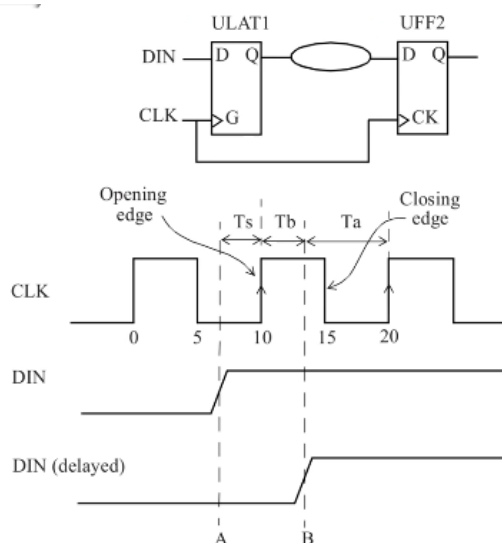 ULAT1 UFF2
DIN D Q D Q
CLK G CK
Opening edge
Closing edge
Ts Tb Ta
CLK
0 5 10 15 20
DIN
DIN (delayed)
A B